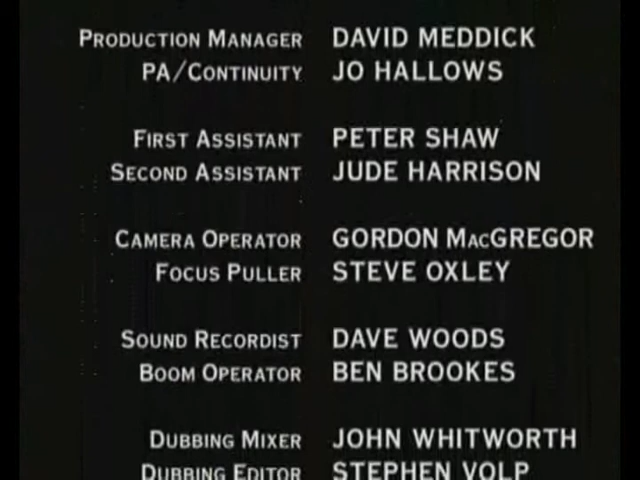 PRODUCTION MANAGER DAVID MEDDICK
PA/CONTINUITY JO HALLOWS
FIRST ASSISTANT PETER SHAW
SECOND ASSISTANT JUDE HARRISON
CAMERA OPERATOR GORDON MACGREGOR
FOCUS PULLER STEVE OXLEY
SOUND RECORDIST DAVE WOODS
BOOM OPERATOR BEN BROOKES
DUBBING MIXER JOHN WHITWORTH
DUBBING EDITOR STEPHEN VOLP